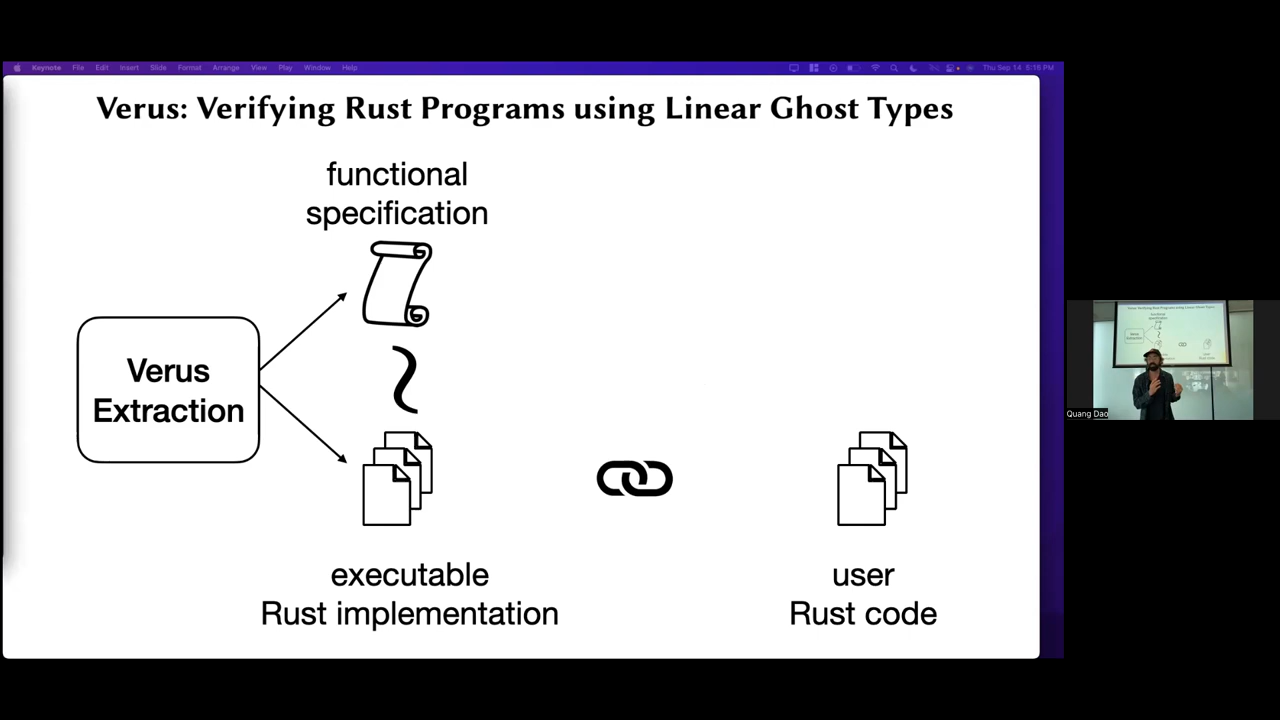 Keynote File Edit Insert Slide Format Arrange View Play Window Help
Thu Sep 14 5:16 PM
Verus: Verifying Rust Programs using Linear Ghost Types
functional
specification
Verus
Extraction
executable
Rust implementation
user
Rust code
Quang Dao